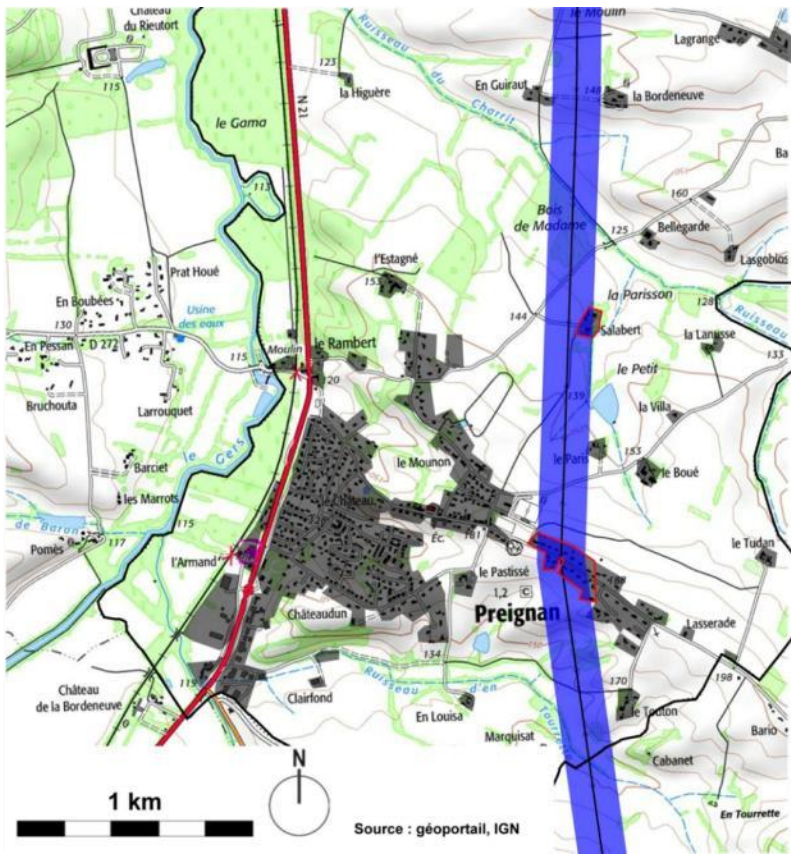 Château
du Rieutort
115
le Moulin
Lagrange
123
la Higuère
N 21
Ruisseau
du
Charrit
En Guiraut
148
la Bordeneuve
le Gama
Ba
113
160
Bois
de Madame
125
Bellegarde
Lasgoblos
Prat Houé
l'Estagné
153
En Boubées
Usine
des eaux
la Parisson
128
144
Ruisseau
Salabert
130
En Pessan
D 272
115
Moulin
le Rambert
la Lanusse
133
120
le Petit
Bruchouta
Larrouquet
139
la Villa
le Gers
Barciet
le Mounon
le Paris
153
le Boué
les Marrots
115
le Château
de Baron
Pomès
117
Éc.
181
le Tudan
l'Armand
le Pastissé
1,2
C
Châteaudun
Preignan
Lasserade
134
Ruisseau
d'en
Tourrette
115
170
198
Château
de la Bordeneuve
Clairfond
En Louisa
le Touton
Bario
Marquisat
Cabanet
N
1 km
En Tourrette
Source : géoportail, IGN